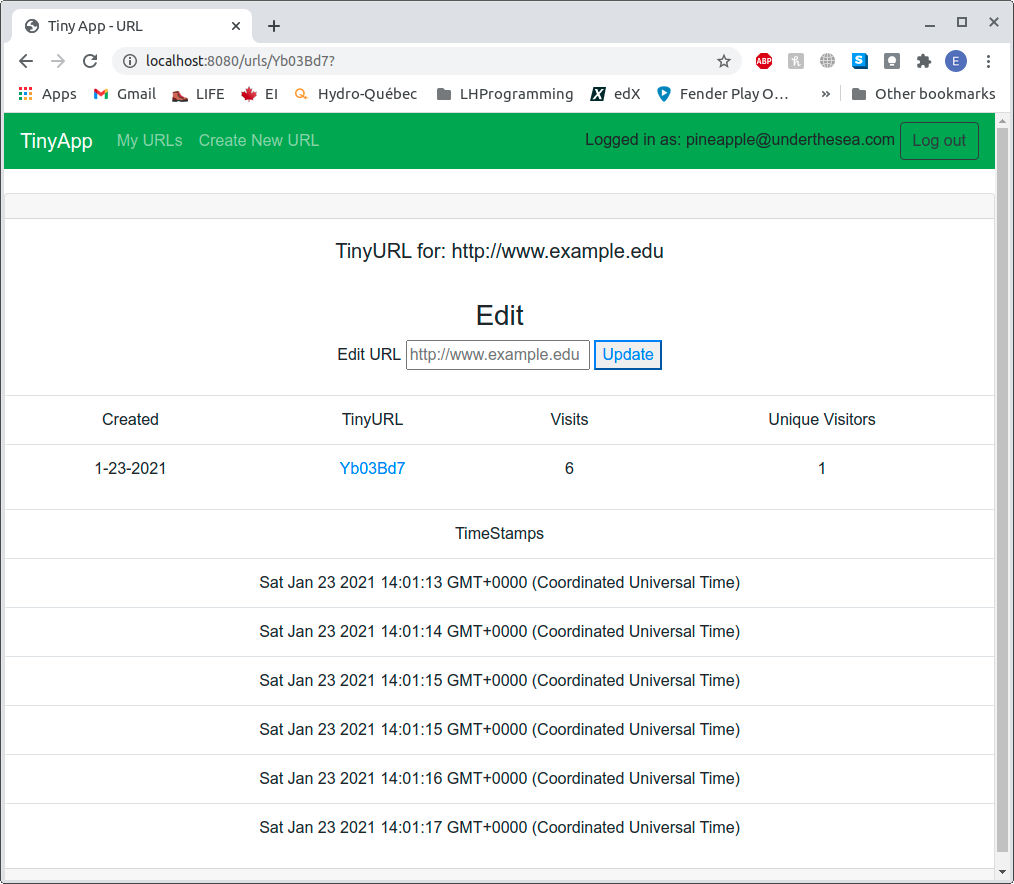 Tiny App - URL
localhost:8080/urls/Yb03Bd7?
ABP
S
E
Apps
Gmail
LIFE
EI
Hydro-Québec
LHProgramming
X
edX
Fender Play O...
»
Other bookmarks
TinyApp
My URLs
Create New URL
Logged in as: pineapple@underthesea.com
Log out
TinyURL for: http://www.example.edu
Edit
Edit URL http://www.example.edu Update
Created TinyURL Visits Unique Visitors
1-23-2021 Yb03Bd7 6 1
TimeStamps
Sat Jan 23 2021 14:01:13 GMT+0000 (Coordinated Universal Time)
Sat Jan 23 2021 14:01:14 GMT+0000 (Coordinated Universal Time)
Sat Jan 23 2021 14:01:15 GMT+0000 (Coordinated Universal Time)
Sat Jan 23 2021 14:01:15 GMT+0000 (Coordinated Universal Time)
Sat Jan 23 2021 14:01:16 GMT+0000 (Coordinated Universal Time)
Sat Jan 23 2021 14:01:17 GMT+0000 (Coordinated Universal Time)